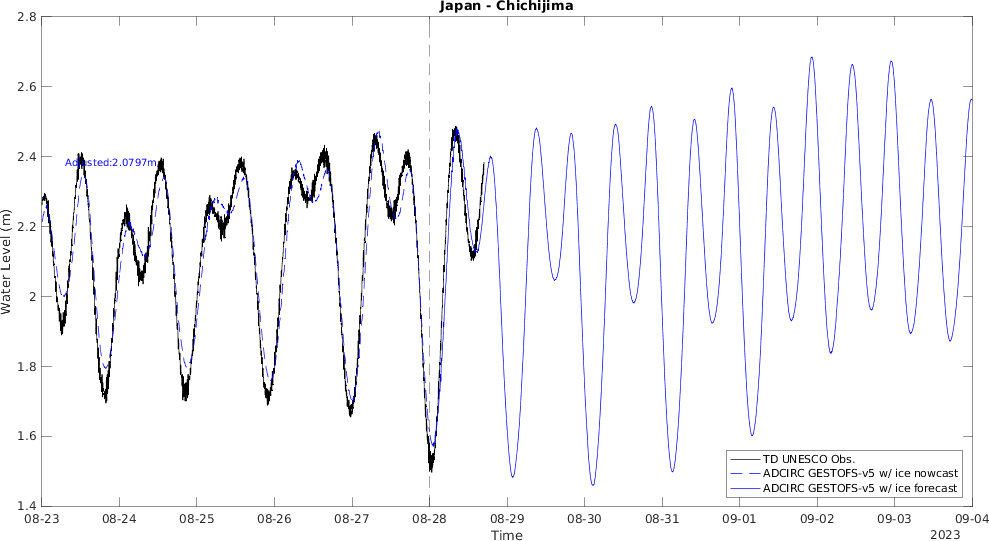 Japan - Chichijima
2.8
2.6
2.4
2.2
2
1.8
1.6
1.4
Water Level (m)
Adjusted:2.0797m
TD UNESCO Obs.
ADCIRC GESTOFS-v5 w/ ice nowcast
ADCIRC GESTOFS-v5 w/ ice forecast
08-23 08-24 08-25 08-26 08-27 08-28 08-29 08-30 08-31 09-01 09-02 09-03 09-04
Time
2023